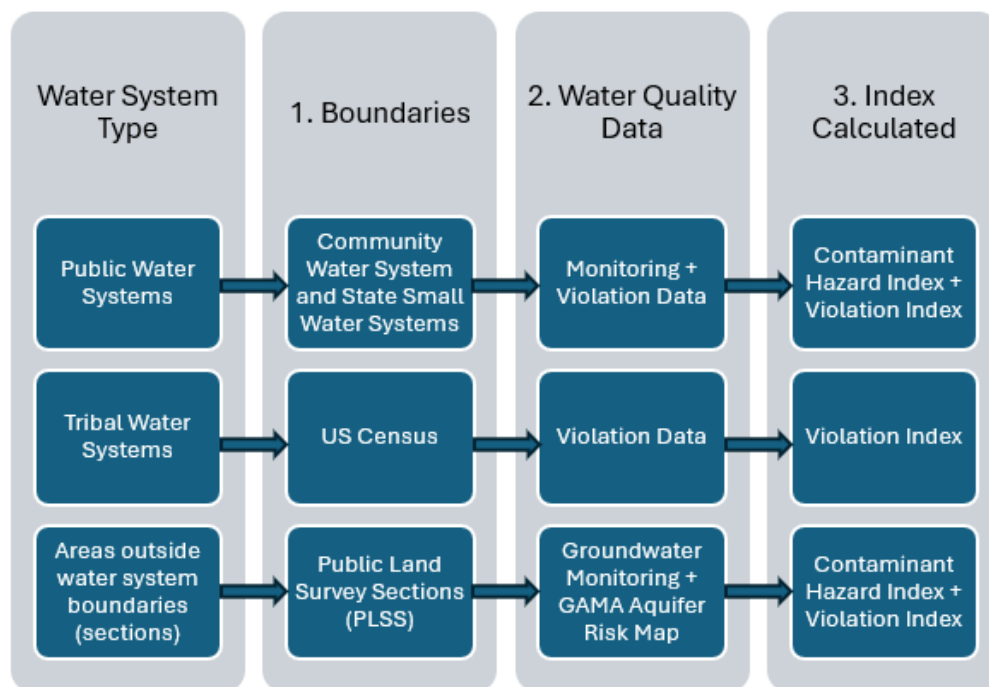 Water System
Type
1. Boundaries
2. Water Quality
Data
3. Index
Calculated
Public Water
Systems
Community
Water System
and State Small
Water Systems
Monitoring +
Violation Data
Contaminant
Hazard Index +
Violation Index
Tribal Water
Systems
US Census
Violation Data
Violation Index
Areas outside
water system
boundaries
(sections)
Public Land
Survey Sections
(PLSS)
Groundwater
Monitoring +
GAMA Aquifer
Risk Map
Contaminant
Hazard Index +
Violation Index